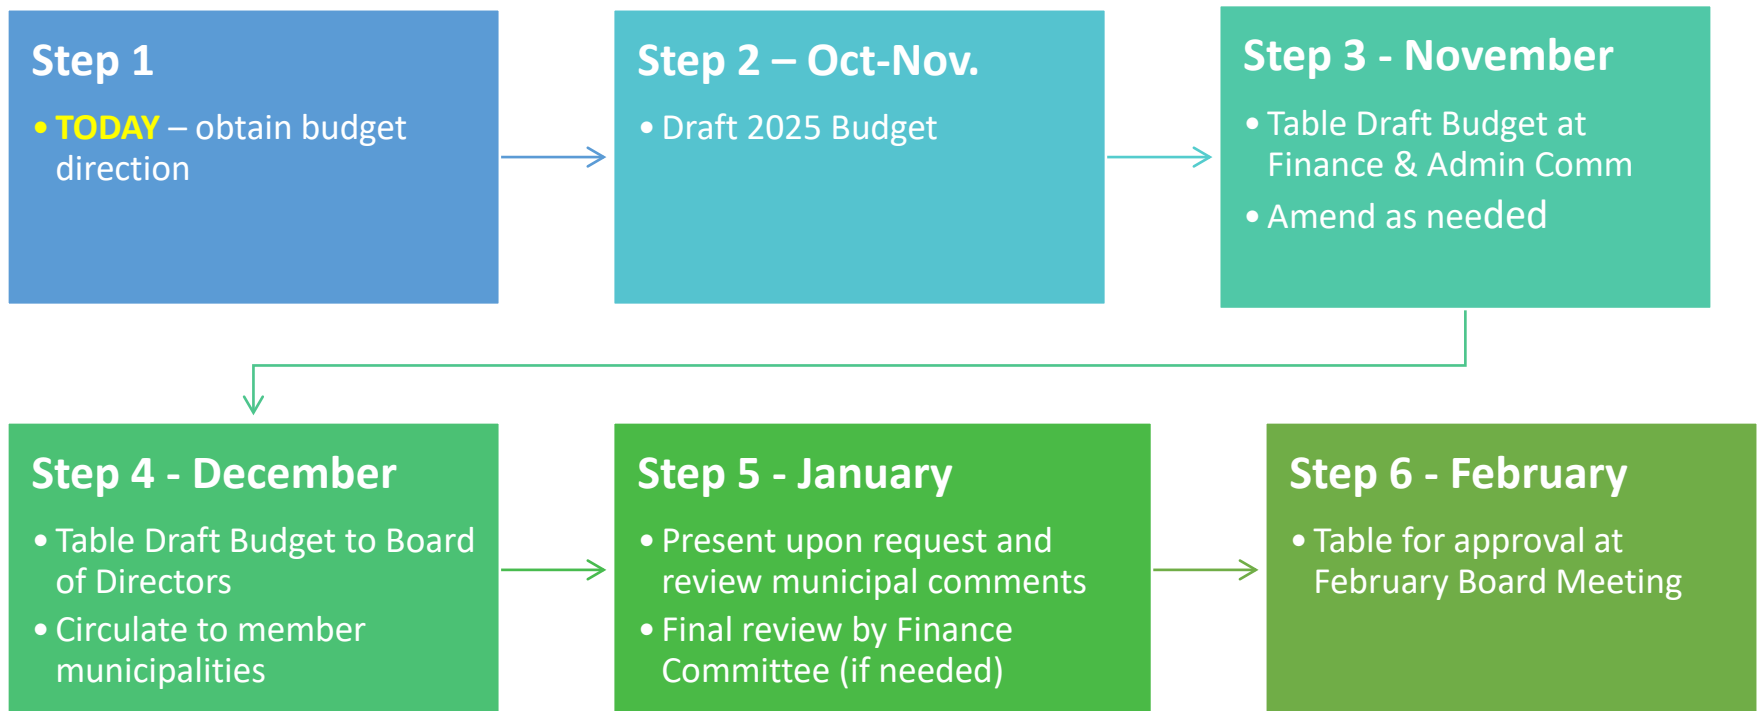 Step 1
• TODAY – obtain budget
direction
Step 2 – Oct-Nov.
• Draft 2025 Budget
Step 3 - November
• Table Draft Budget at
Finance & Admin Comm
• Amend as needed
Step 4 - December
• Table Draft Budget to Board
of Directors
• Circulate to member
municipalities
Step 5 - January
• Present upon request and
review municipal comments
• Final review by Finance
Committee (if needed)
Step 6 - February
• Table for approval at
February Board Meeting